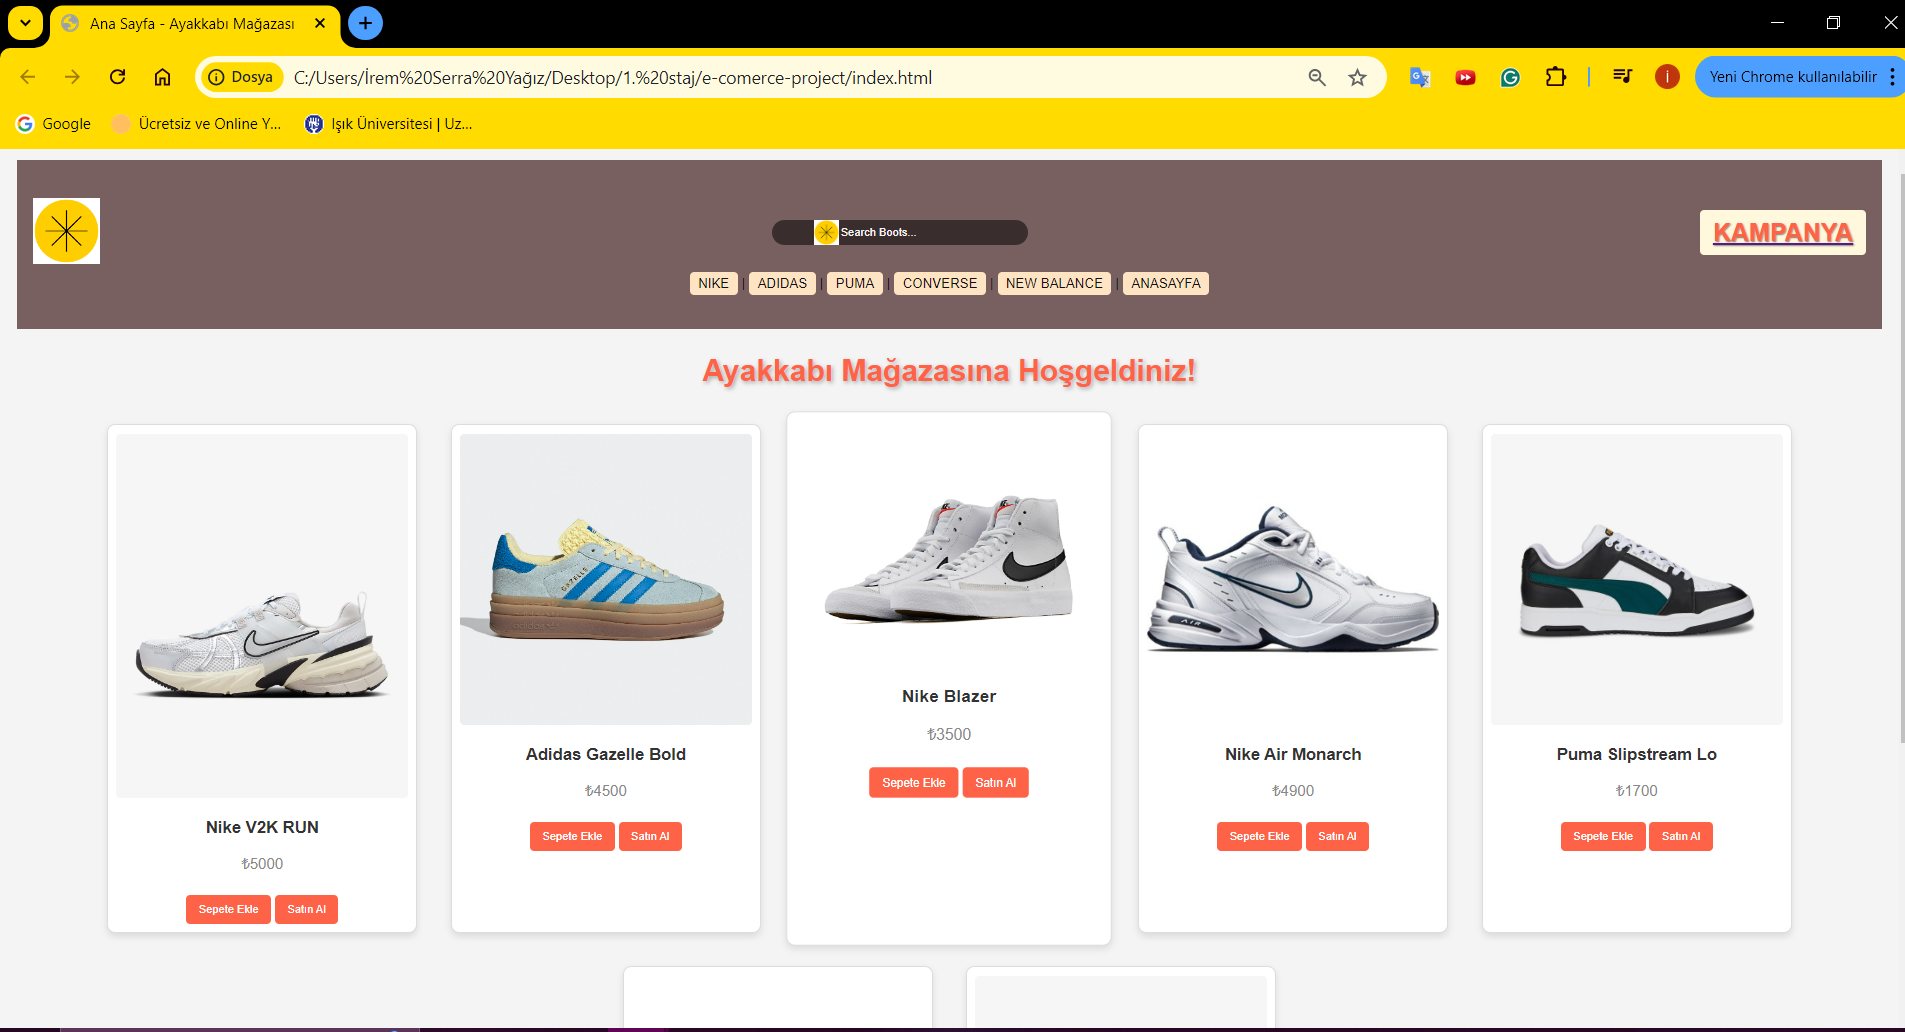 Ana Sayfa - Ayakkabı Mağazası
Dosya
C:/Users/İrem%20Serra%20Yağız/Desktop/1.%20staj/e-comerce-project/index.html
i
Yeni Chrome kullanılabilir
Google
Ücretsiz ve Online Y...
Işık Üniversitesi | Uz...
Search Boots...
KAMPANYA
NIKE | ADIDAS | PUMA | CONVERSE | NEW BALANCE | ANASAYFA
Ayakkabı Mağazasına Hoşgeldiniz!
Nike V2K RUN
₺5000
Sepete Ekle Satın Al
GAZELLE
adidas
Adidas Gazelle Bold
₺4500
Sepete Ekle Satın Al
Nike Blazer
₺3500
Sepete Ekle Satın Al
AIR
Nike Air Monarch
₺4900
Sepete Ekle Satın Al
Puma Slipstream Lo
₺1700
Sepete Ekle Satın Al